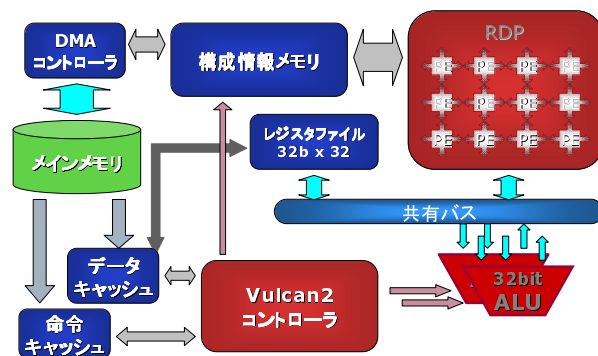 DMA
コントローラ
構成情報メモリ
RDP
PE PE PE PE
PE PE PE PE
PE PE PE PE
メインメモリ
レジスタファイル
32b x 32
共有バス
データ
キャッシュ
Vulcan2
コントローラ
32bit
ALU
命令
キャッシュ